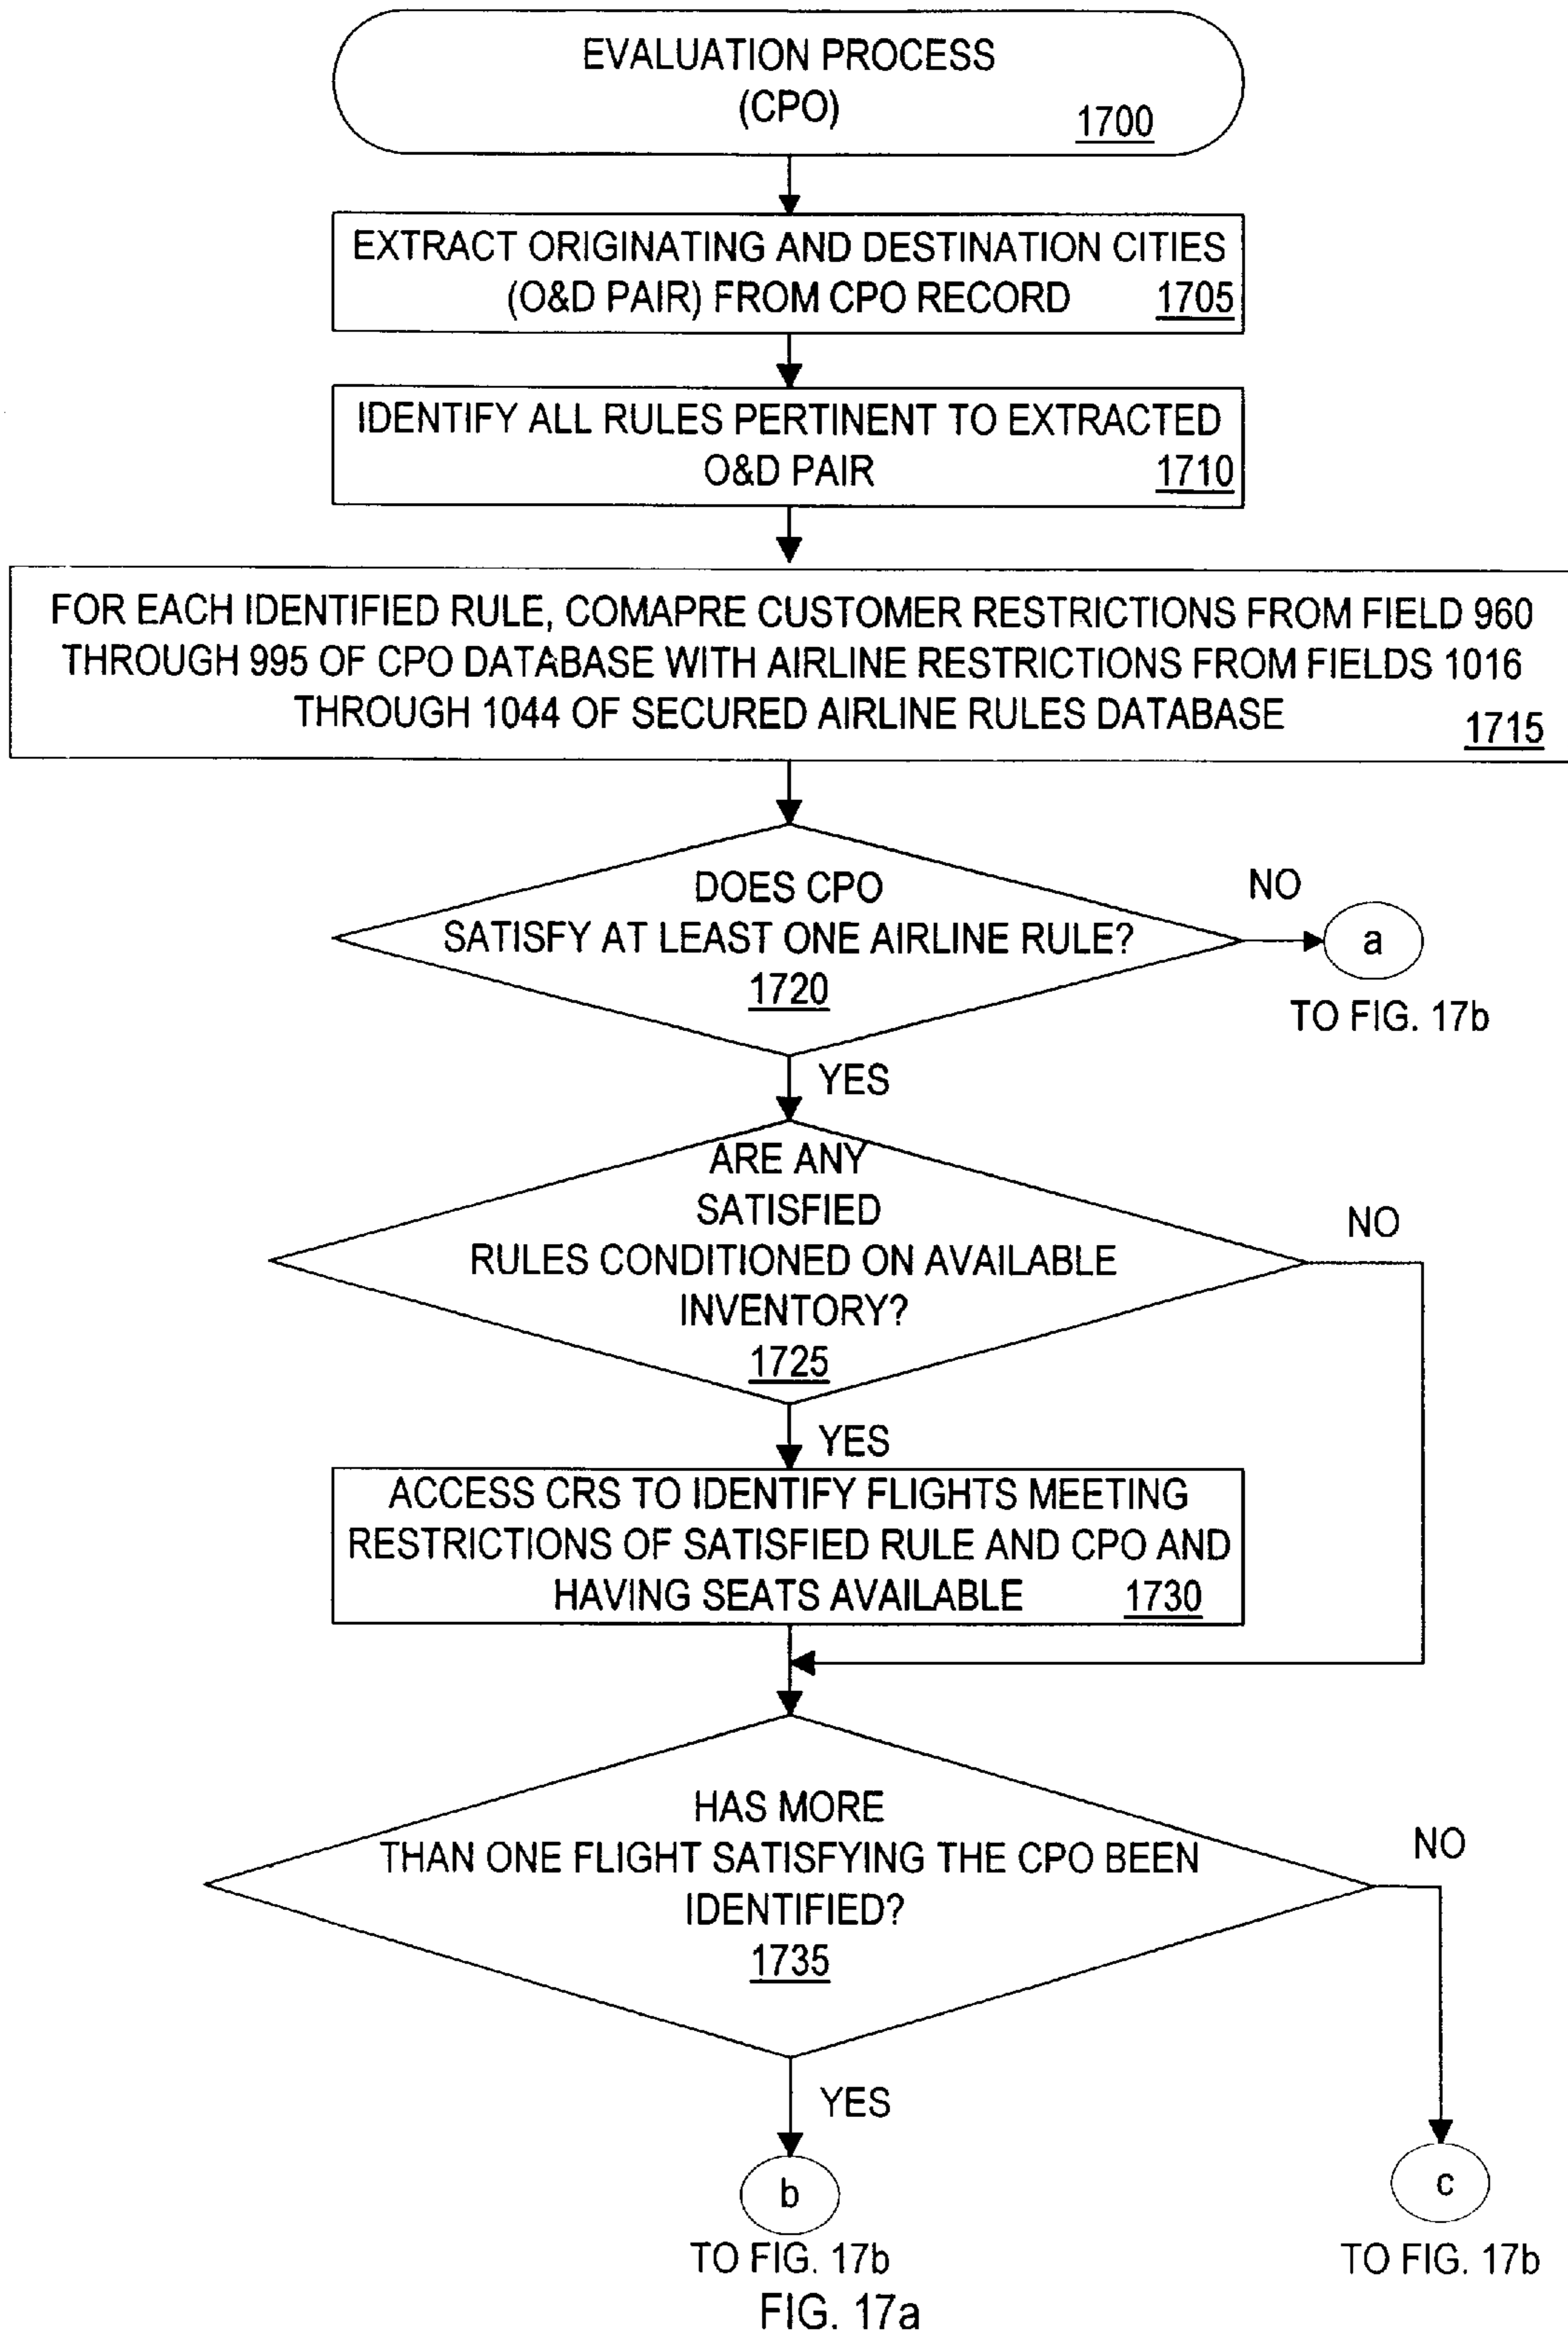 EVALUATION PROCESS
(CPO)
1700
EXTRACT ORIGINATING AND DESTINATION CITIES
(O&D PAIR) FROM CPO RECORD 1705
IDENTIFY ALL RULES PERTINENT TO EXTRACTED
O&D PAIR 1710
FOR EACH IDENTIFIED RULE, COMAPRE CUSTOMER RESTRICTIONS FROM FIELD 960
THROUGH 995 OF CPO DATABASE WITH AIRLINE RESTRICTIONS FROM FIELDS 1016
THROUGH 1044 OF SECURED AIRLINE RULES DATABASE 1715
DOES CPO
SATISFY AT LEAST ONE AIRLINE RULE?
1720
NO
a
TO FIG. 17b
YES
ARE ANY
SATISFIED
RULES CONDITIONED ON AVAILABLE
INVENTORY?
1725
NO
YES
ACCESS CRS TO IDENTIFY FLIGHTS MEETING
RESTRICTIONS OF SATISFIED RULE AND CPO AND
HAVING SEATS AVAILABLE 1730
HAS MORE
THAN ONE FLIGHT SATISFYING THE CPO BEEN
IDENTIFIED?
1735
NO
YES
b
TO FIG. 17b
c
TO FIG. 17b
FIG. 17a